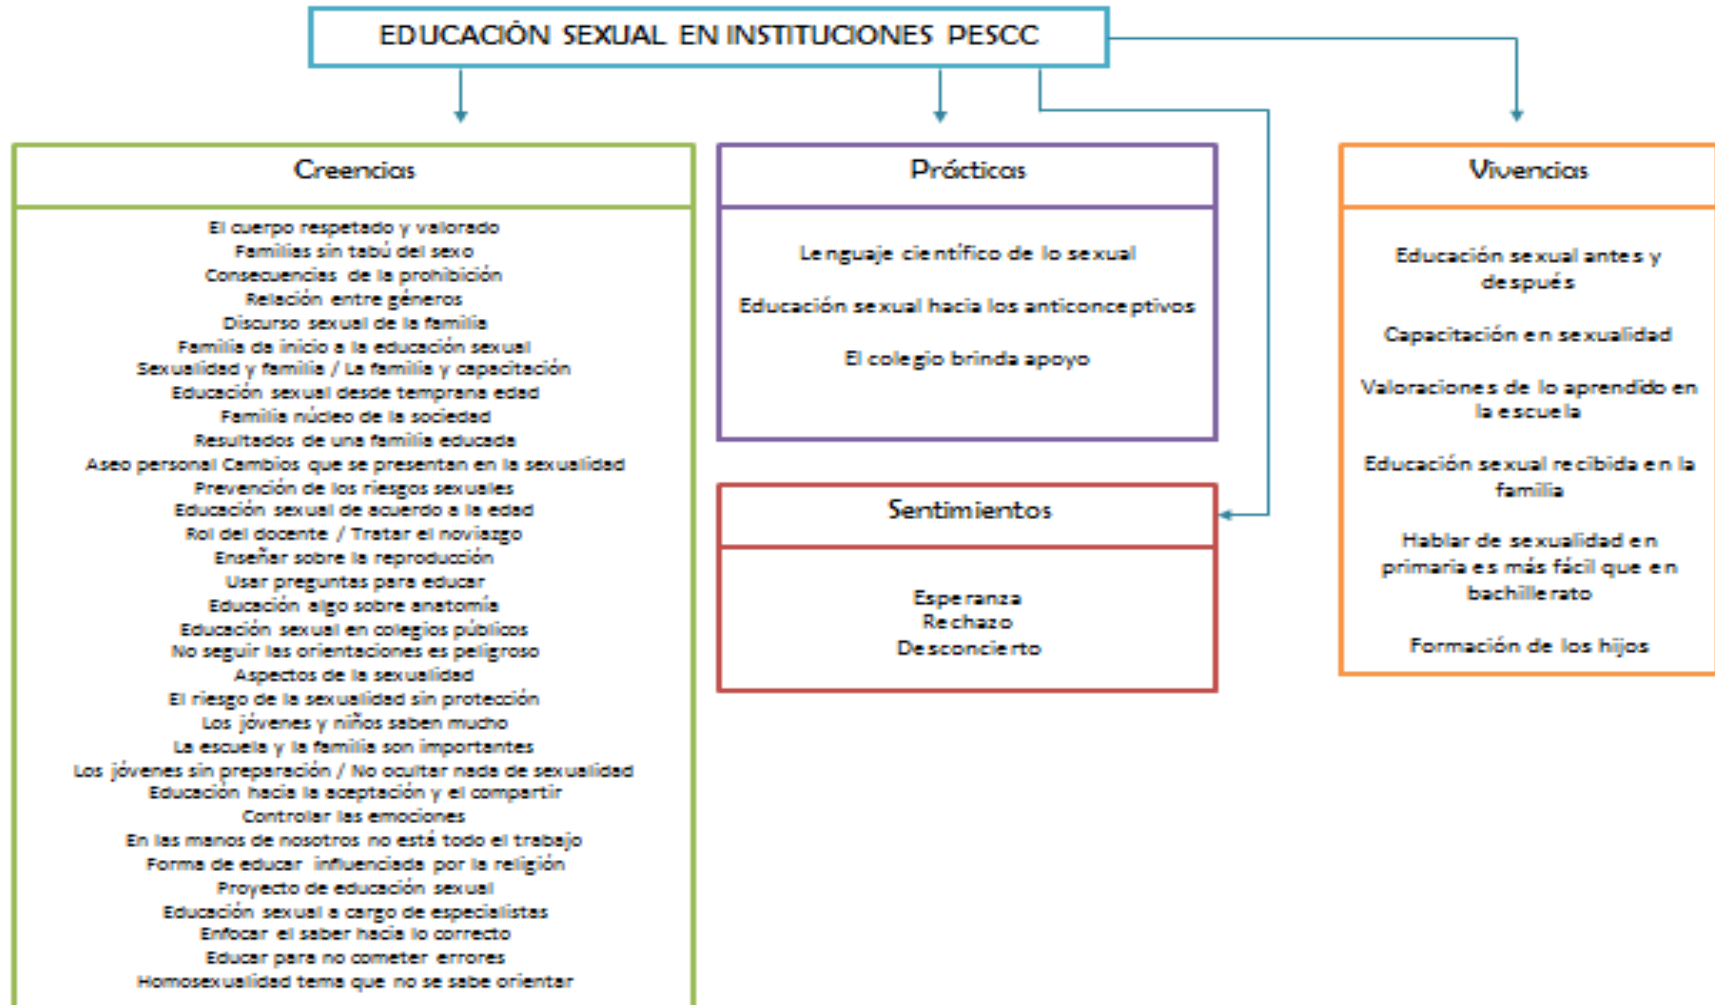 EDUCACIÓN SEXUAL EN INSTITUCIONES PESCC
Creencias
El cuerpo respetado y valorado
Familias sin tabú del sexo
Consecuencias de la prohibición
Relación entre géneros
Discurso sexual de la familia
Familia da inicio a la educación sexual
Sexualidad y familia / La familia y capacitación
Educación sexual desde temprana edad
Familia núcleo de la sociedad
Resultados de una familia educada
Aseo personal Cambios que se presentan en la sexualidad
Prevención de los riesgos sexuales
Educación sexual de acuerdo a la edad
Rol del docente / Tratar el noviazgo
Enseñar sobre la reproducción
Usar preguntas para educar
Educación algo sobre anatomía
Educación sexual en colegios públicos
No seguir las orientaciones es peligroso
Aspectos de la sexualidad
El riesgo de la sexualidad sin protección
Los jóvenes y niños saben mucho
La escuela y la familia son importantes
Los jóvenes sin preparación / No ocultar nada de sexualidad
Educación hacia la aceptación y el compartir
Controlar las emociones
En las manos de nosotros no está todo el trabajo
Forma de educar influenciada por la religión
Proyecto de educación sexual
Educación sexual a cargo de especialistas
Enfocar el saber hacia lo correcto
Educar para no cometer errores
Homosexualidad tema que no se sabe orientar
Prácticas
Lenguaje científico de lo sexual
Educación sexual hacia los anticonceptivos
El colegio brinda apoyo
Sentimientos
Esperanza
Rechazo
Desconcierto
Vivencias
Educación sexual antes y
después
Capacitación en sexualidad
Valoraciones de lo aprendido en
la escuela
Educación sexual recibida en la
familia
Hablar de sexualidad en
primaria es más fácil que en
bachillerato
Formación de los hijos